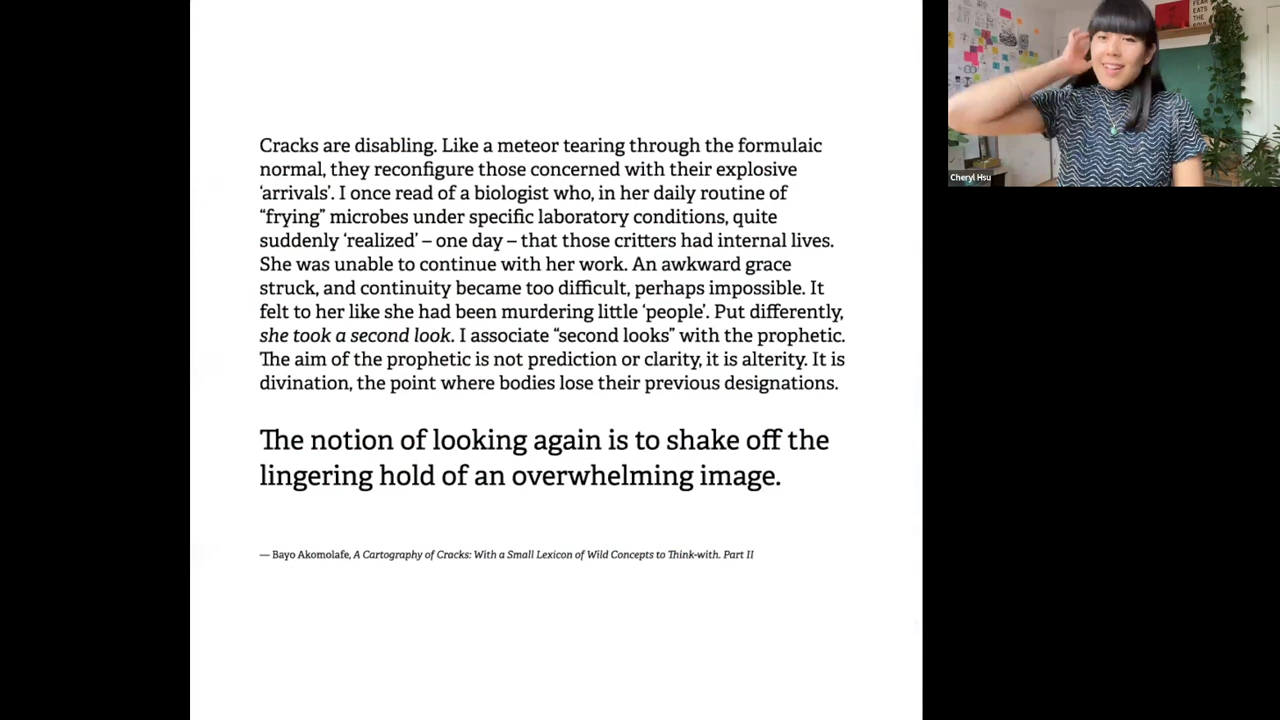 Cracks are disabling. Like a meteor tearing through the formulaic
normal, they reconfigure those concerned with their explosive
‘arrivals’. I once read of a biologist who, in her daily routine of
“frying” microbes under specific laboratory conditions, quite
suddenly ‘realized’ – one day – that those critters had internal lives.
She was unable to continue with her work. An awkward grace
struck, and continuity became too difficult, perhaps impossible. It
felt to her like she had been murdering little ‘people’. Put differently,
she took a second look. I associate “second looks” with the prophetic.
The aim of the prophetic is not prediction or clarity, it is alterity. It is
divination, the point where bodies lose their previous designations.
The notion of looking again is to shake off the
lingering hold of an overwhelming image.
— Bayo Akomolafe, A Cartography of Cracks: With a Small Lexicon of Wild Concepts to Think-with. Part II
FEAR
EATS
THE
SOUL
Cheryl Hsu